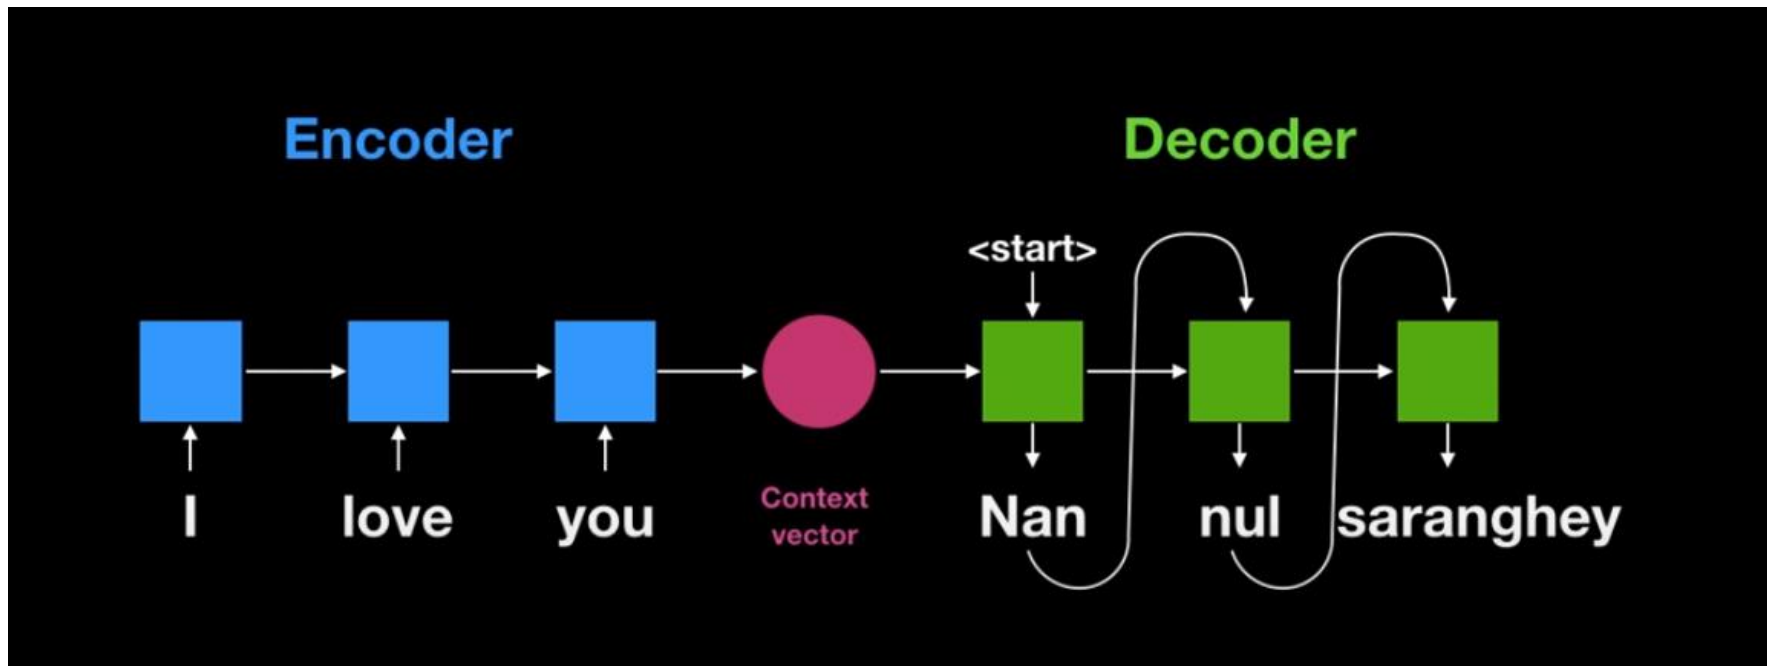 Encoder
Decoder
<start>
I love you
Context
vector
Nan nul saranghey